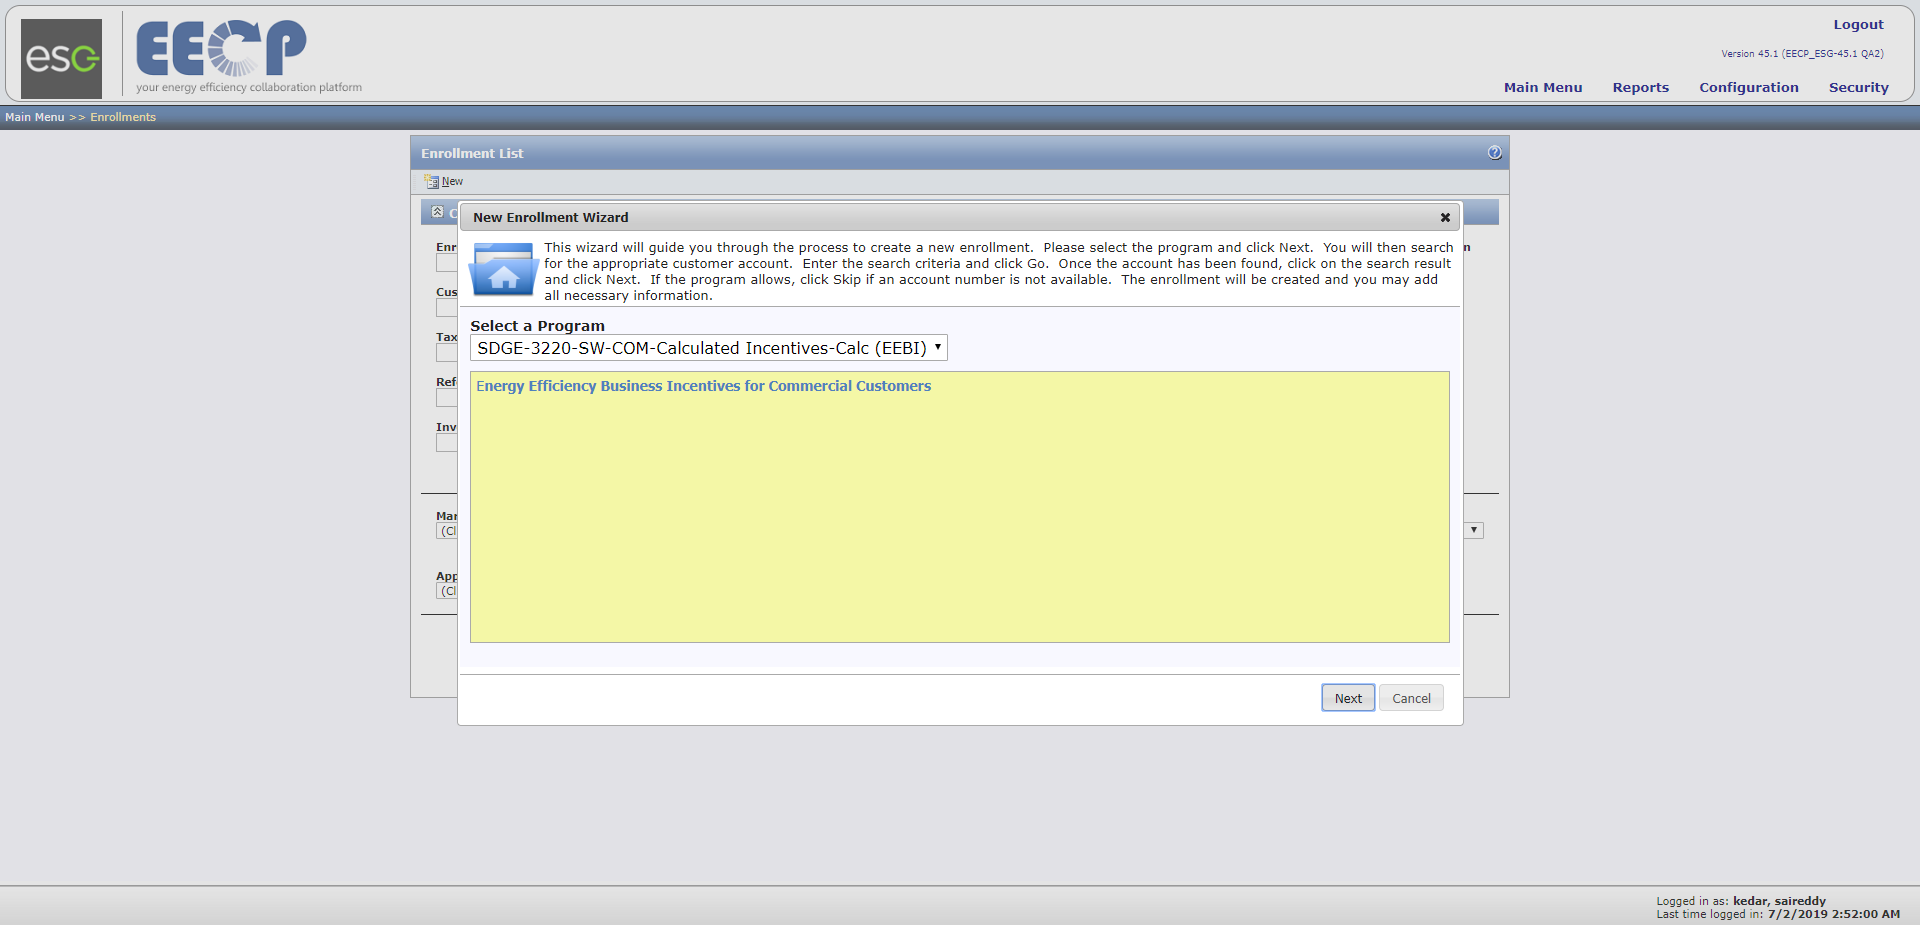 esg
EECP
your energy efficiency collaboration platform
Logout
Version 45.1 (EECP_ESG-45.1 QA2)
Main Menu Reports Configuration Security
Main Menu >> Enrollments
Enrollment List
New
New Enrollment Wizard
This wizard will guide you through the process to create a new enrollment. Please select the program and click Next. You will then search
for the appropriate customer account. Enter the search criteria and click Go. Once the account has been found, click on the search result
and click Next. If the program allows, click Skip if an account number is not available. The enrollment will be created and you may add
all necessary information.
Enr
Cus
Tax
Ref
Inv
Mar
(Cl
App
(Cl
Select a Program
SDGE-3220-SW-COM-Calculated Incentives-Calc (EEBI)
Energy Efficiency Business Incentives for Commercial Customers
Next Cancel
Logged in as: kedar, saireddy
Last time logged in: 7/2/2019 2:52:00 AM